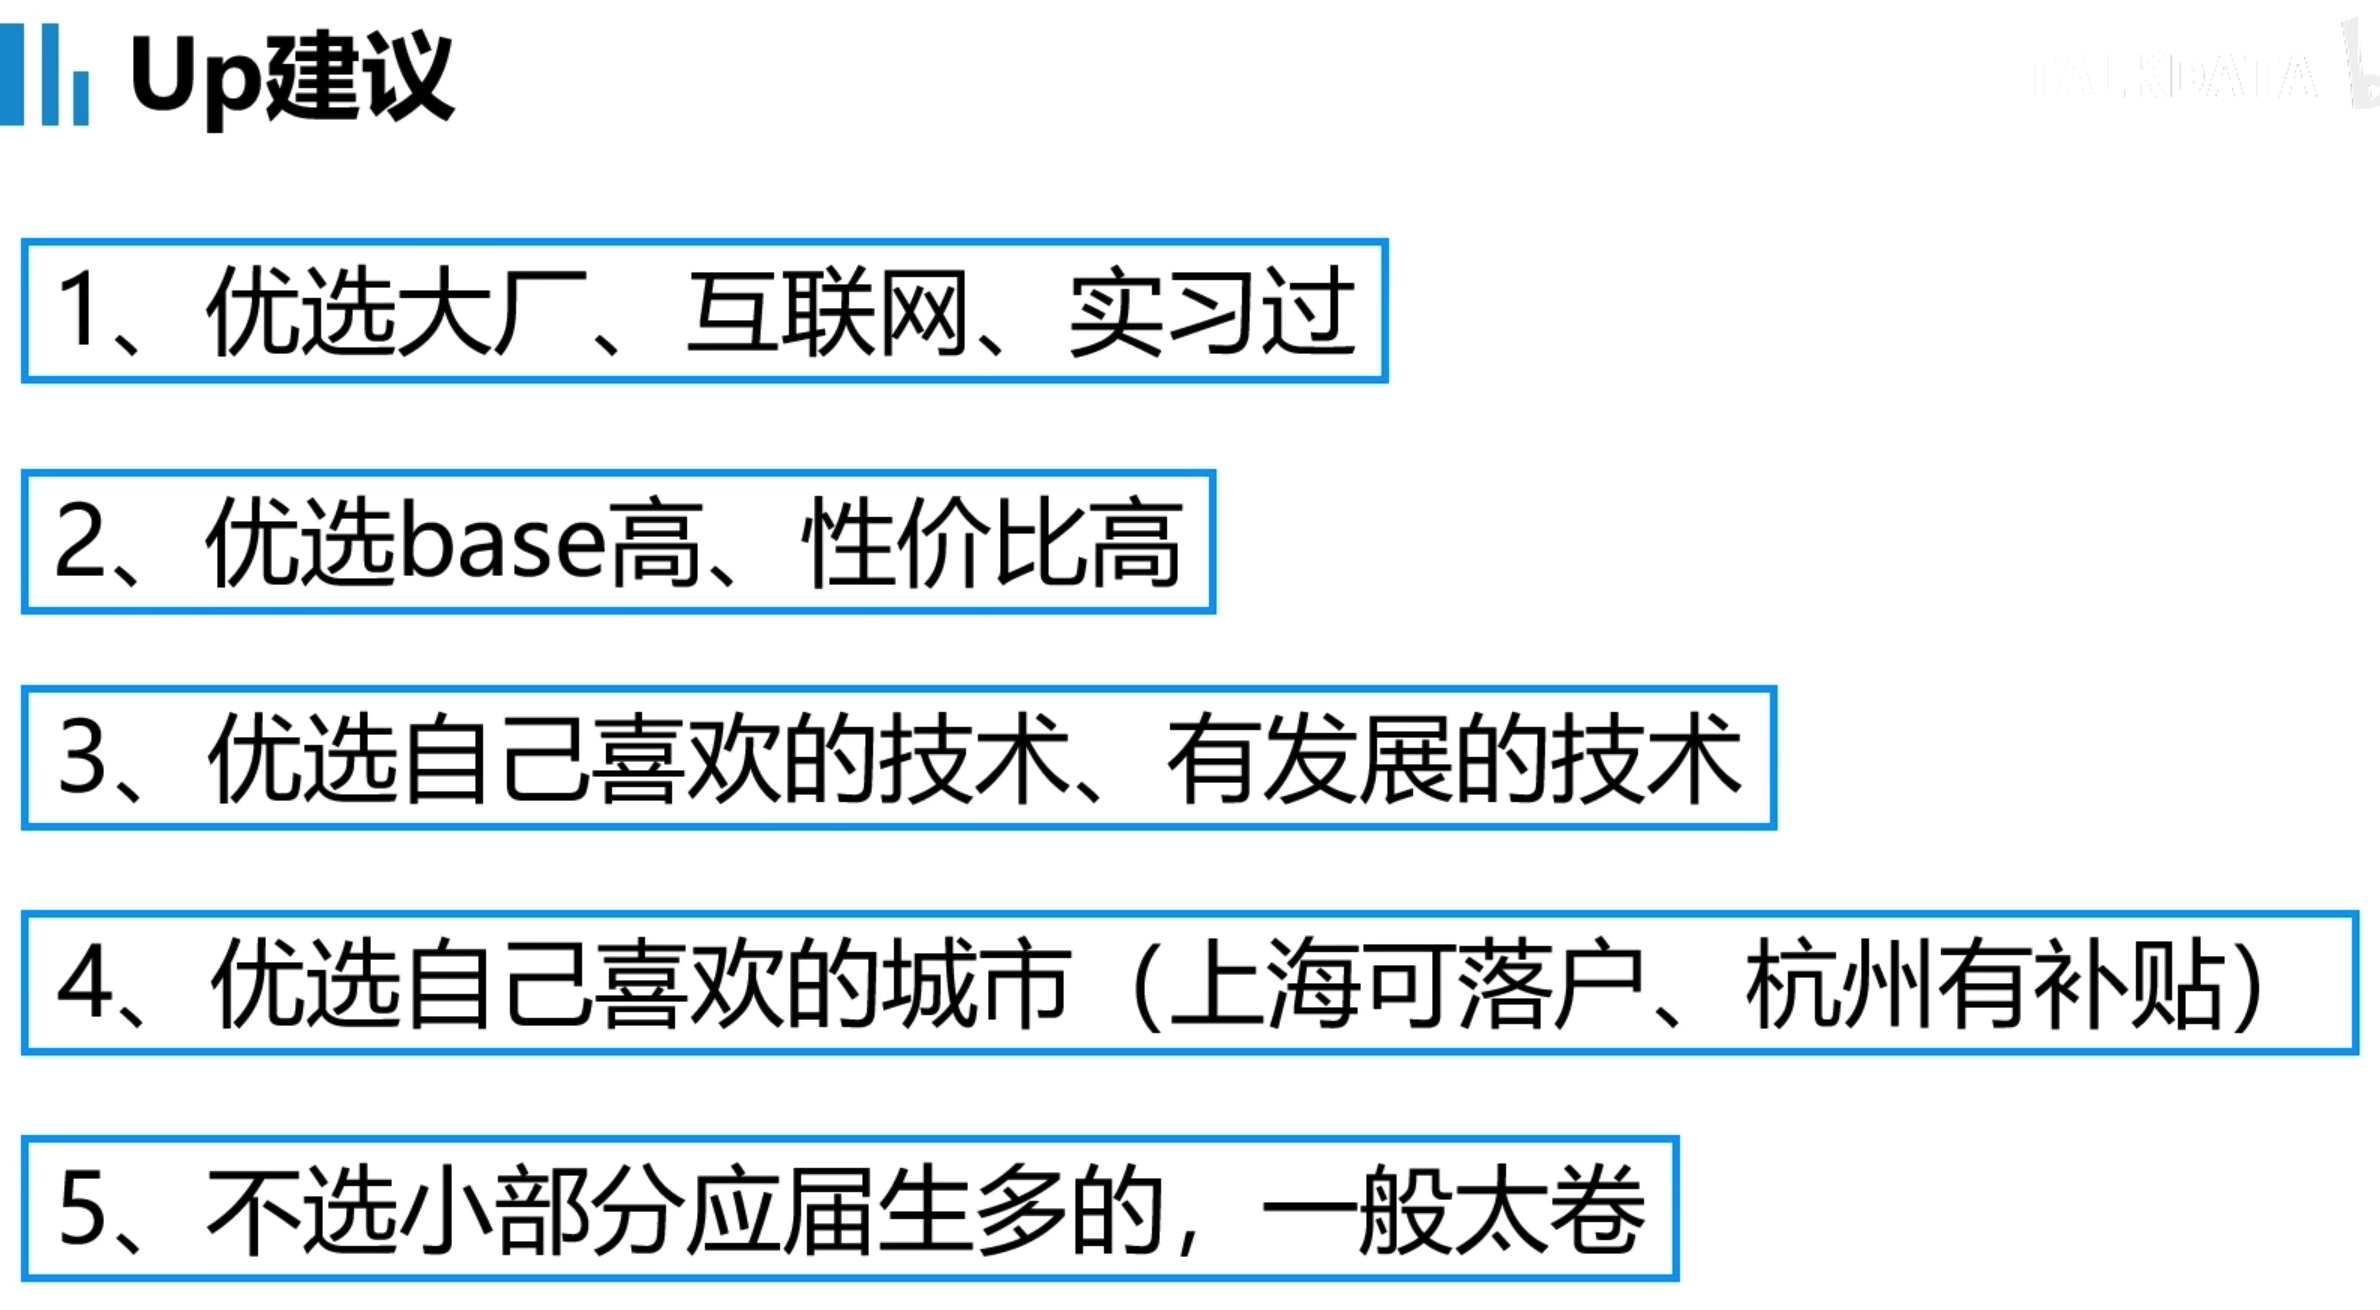 Up建议
TALKDATA
1、优选大厂、互联网、实习过
2、优选base高、性价比高
3、优选自己喜欢的技术、有发展的技术
4、优选自己喜欢的城市（上海可落户、杭州有补贴）
5、不选小部分应届生多的，一般太卷